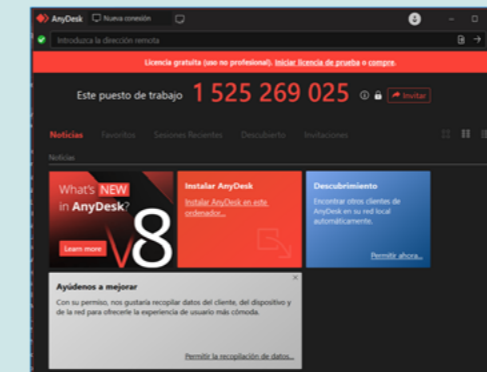 AnyDesk
Nueva conexión
Introduzca la dirección remota
Licencia gratuita (uso no profesional). Iniciar licencia de prueba o compre.
Este puesto de trabajo 1 525 269 025 Invitar
Noticias Favoritos Sesiones Recientes Descubierto Invitaciones
Noticias
What's NEW
in AnyDesk?
V8
Learn more
Instalar AnyDesk
Instalar AnyDesk en este
ordenador...
Descubrimiento
Encontrar otros clientes de
AnyDesk en su red local
automáticamente.
Permitir ahora...
Ayúdenos a mejorar
Con su permiso, nos gustaría recopilar datos del cliente, del dispositivo y
de la red para ofrecerle la experiencia de usuario más cómoda.
Permitir la recopilación de datos...